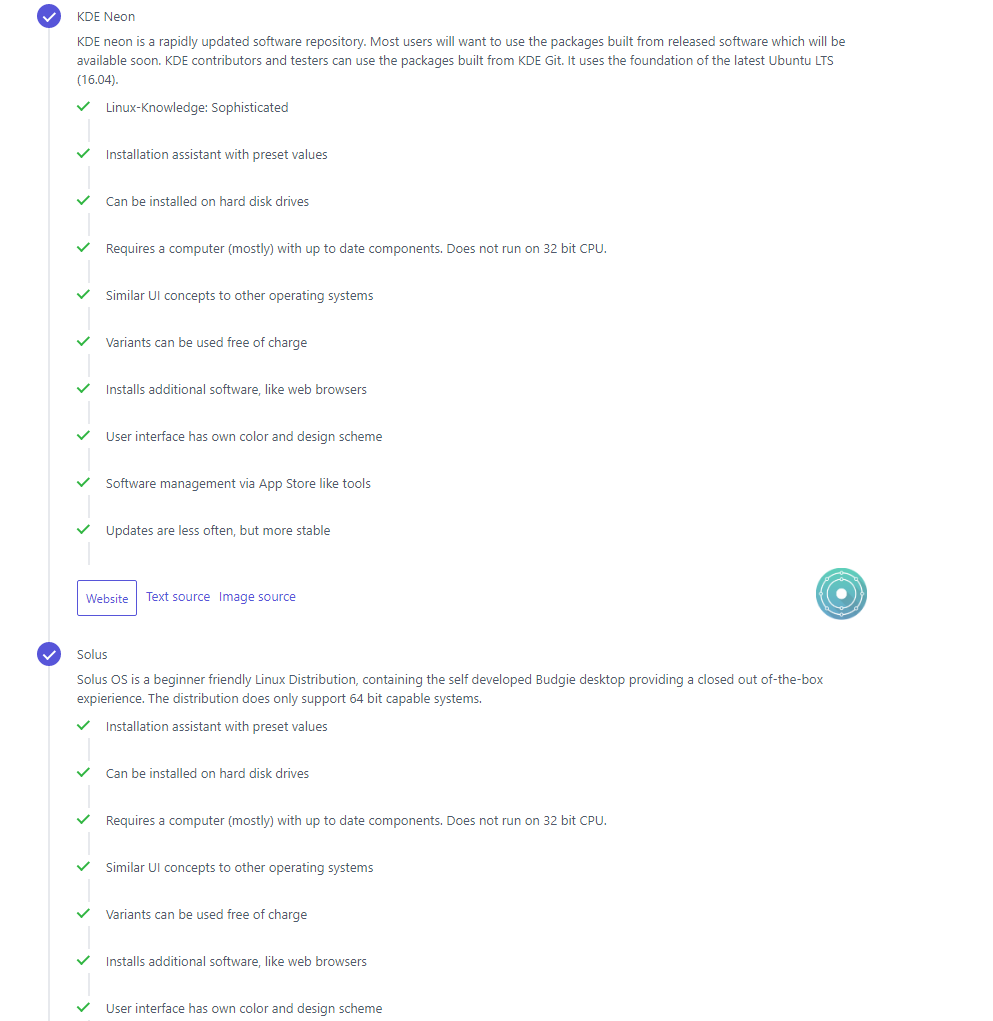 KDE Neon
KDE neon is a rapidly updated software repository. Most users will want to use the packages built from released software which will be
available soon. KDE contributors and testers can use the packages built from KDE Git. It uses the foundation of the latest Ubuntu LTS
(16.04).
Linux-Knowledge: Sophisticated
Installation assistant with preset values
Can be installed on hard disk drives
Requires a computer (mostly) with up to date components. Does not run on 32 bit CPU.
Similar UI concepts to other operating systems
Variants can be used free of charge
Installs additional software, like web browsers
User interface has own color and design scheme
Software management via App Store like tools
Updates are less often, but more stable
Website Text source Image source
Solus
Solus OS is a beginner friendly Linux Distribution, containing the self developed Budgie desktop providing a closed out of-the-box
expierience. The distribution does only support 64 bit capable systems.
Installation assistant with preset values
Can be installed on hard disk drives
Requires a computer (mostly) with up to date components. Does not run on 32 bit CPU.
Similar UI concepts to other operating systems
Variants can be used free of charge
Installs additional software, like web browsers
User interface has own color and design scheme